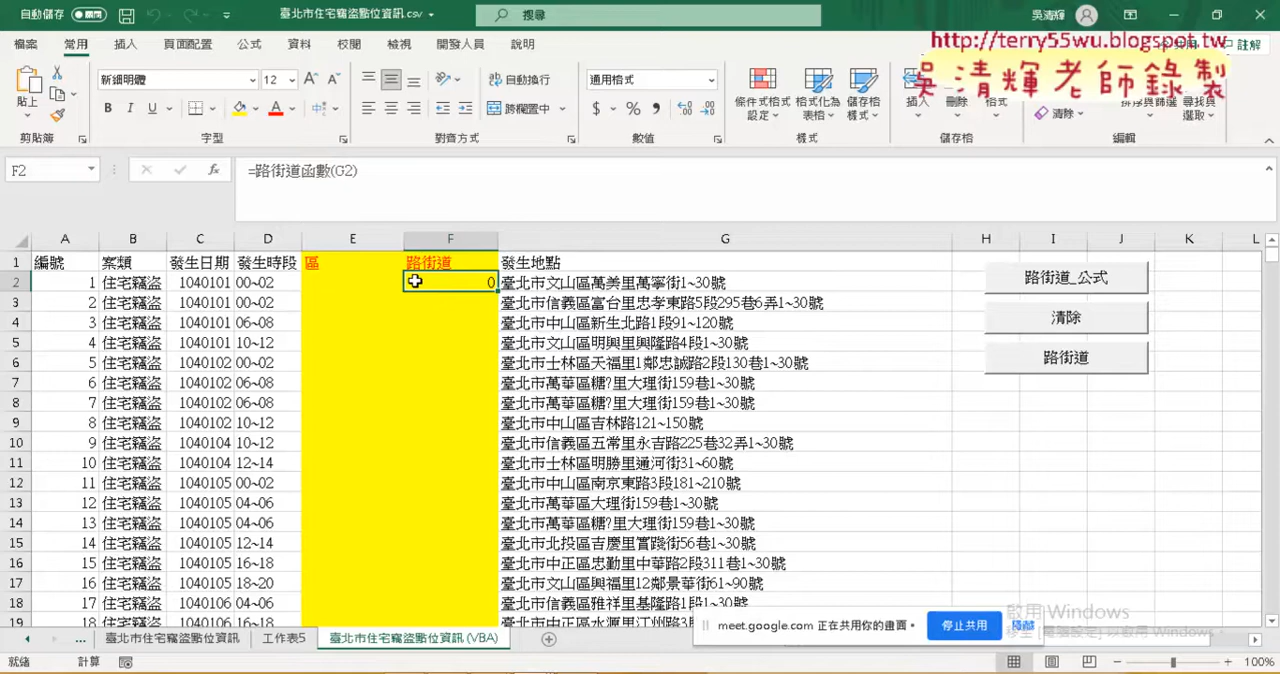 自動儲存 臺北市住宅竊盜點位資訊.csv 搜尋 吳清輝
檔案 常用 插入 頁面配置 公式 資料 校閱 檢視 開發人員 說明 註解
http://terry55wu.blogspot.tw
吳清輝老師錄製
貼上 新細明體 12 自動換行 通用格式 條件式格式設定 格式化為表格 儲存格樣式 插入 刪除 格式 尋找與選取
B I U 跨欄置中 $ % 清除
剪貼簿 字型 對齊方式 數值 樣式 儲存格 編輯
F2 fx =路街道函數(G2)
A B C D E F G H I J K L
1 編號 案類 發生日期 發生時段 區 路街道 發生地點
2 1 住宅竊盜 1040101 00~02 0 臺北市文山區萬美里萬寧街1~30號
3 2 住宅竊盜 1040101 00~02 臺北市信義區富台里忠孝東路5段295巷6弄1~30號
4 3 住宅竊盜 1040101 06~08 臺北市中山區新生北路1段91~120號
5 4 住宅竊盜 1040101 10~12 臺北市文山區明興里興隆路4段1~30號
6 5 住宅竊盜 1040102 00~02 臺北市士林區天福里1鄰忠誠路2段130巷1~30號
7 6 住宅竊盜 1040102 06~08 臺北市萬華區糖?里大理街159巷1~30號
8 7 住宅竊盜 1040102 06~08 臺北市萬華區糖?里大理街159巷1~30號
9 8 住宅竊盜 1040102 10~12 臺北市中山區吉林路121~150號
10 9 住宅竊盜 1040104 10~12 臺北市信義區五常里永吉路225巷32弄1~30號
11 10 住宅竊盜 1040104 12~14 臺北市士林區明勝里通河街31~60號
12 11 住宅竊盜 1040105 00~02 臺北市中山區南京東路3段181~210號
13 12 住宅竊盜 1040105 04~06 臺北市萬華區大理街159巷1~30號
14 13 住宅竊盜 1040105 04~06 臺北市萬華區糖?里大理街159巷1~30號
15 14 住宅竊盜 1040105 12~14 臺北市北投區吉慶里實踐街56巷1~30號
16 15 住宅竊盜 1040105 16~18 臺北市中正區忠勤里中華路2段311巷1~30號
17 16 住宅竊盜 1040105 18~20 臺北市文山區興福里12鄰景華街61~90號
18 17 住宅竊盜 1040106 04~06 臺北市信義區雅祥里基隆路1段1~30號
19 18 住宅竊盜 1040106 16~18 臺北市中正區水源里汀州路3
路街道_公式
清除
路街道
meet.google.com 正在共用你的畫面。 停止共用 隱藏
啟用 Windows
移至 [電腦設定] 以啟用 Windows。
... 臺北市住宅竊盜點位資訊 工作表5 臺北市住宅竊盜點位資訊 (VBA)
就緒 計算 100%